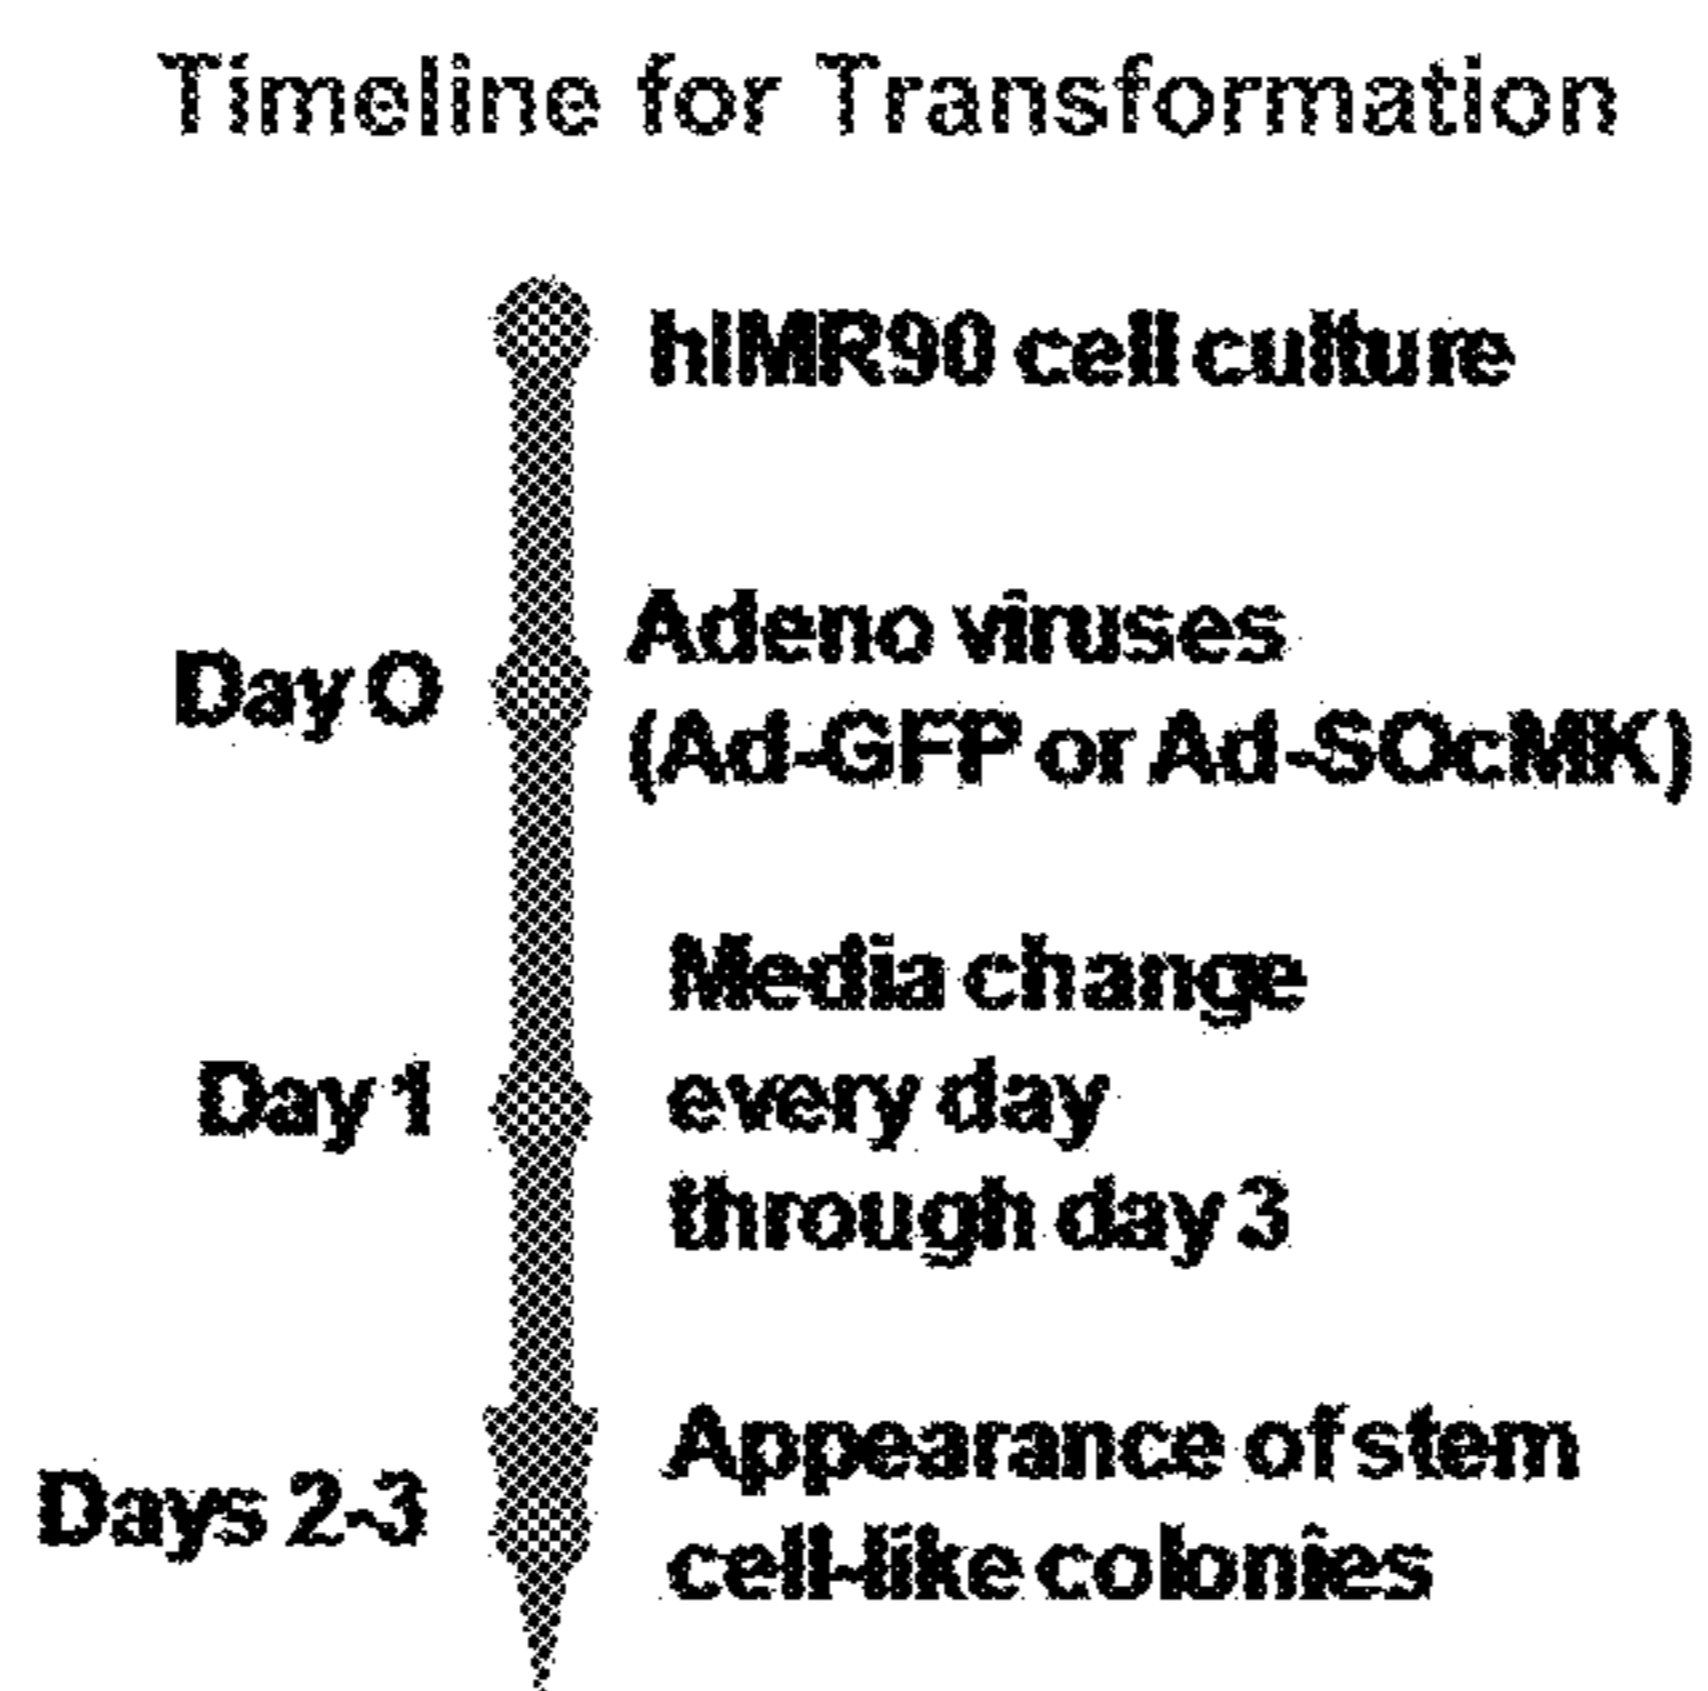 Timeline for Transformation
hIMR90 cell culture
Day 0
Adeno viruses
(Ad-GFP or Ad-SOcMK)
Media change
Day 1
every day
through day 3
Appearance of stem
Days 2-3
cell-like colonies